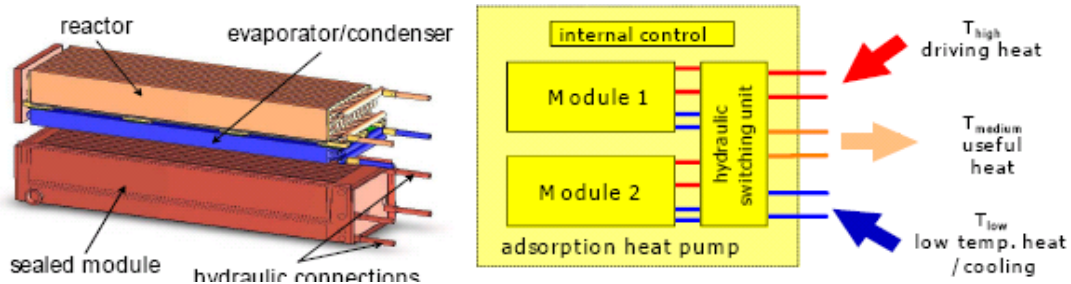 reactor
evaporator/condenser
sealed module
hydraulic connections
internal control
Module 1
Module 2
hydraulic
switching unit
adsorption heat pump
Thigh
driving heat
Tmedium
useful
heat
Tlow
low temp. heat
/cooling